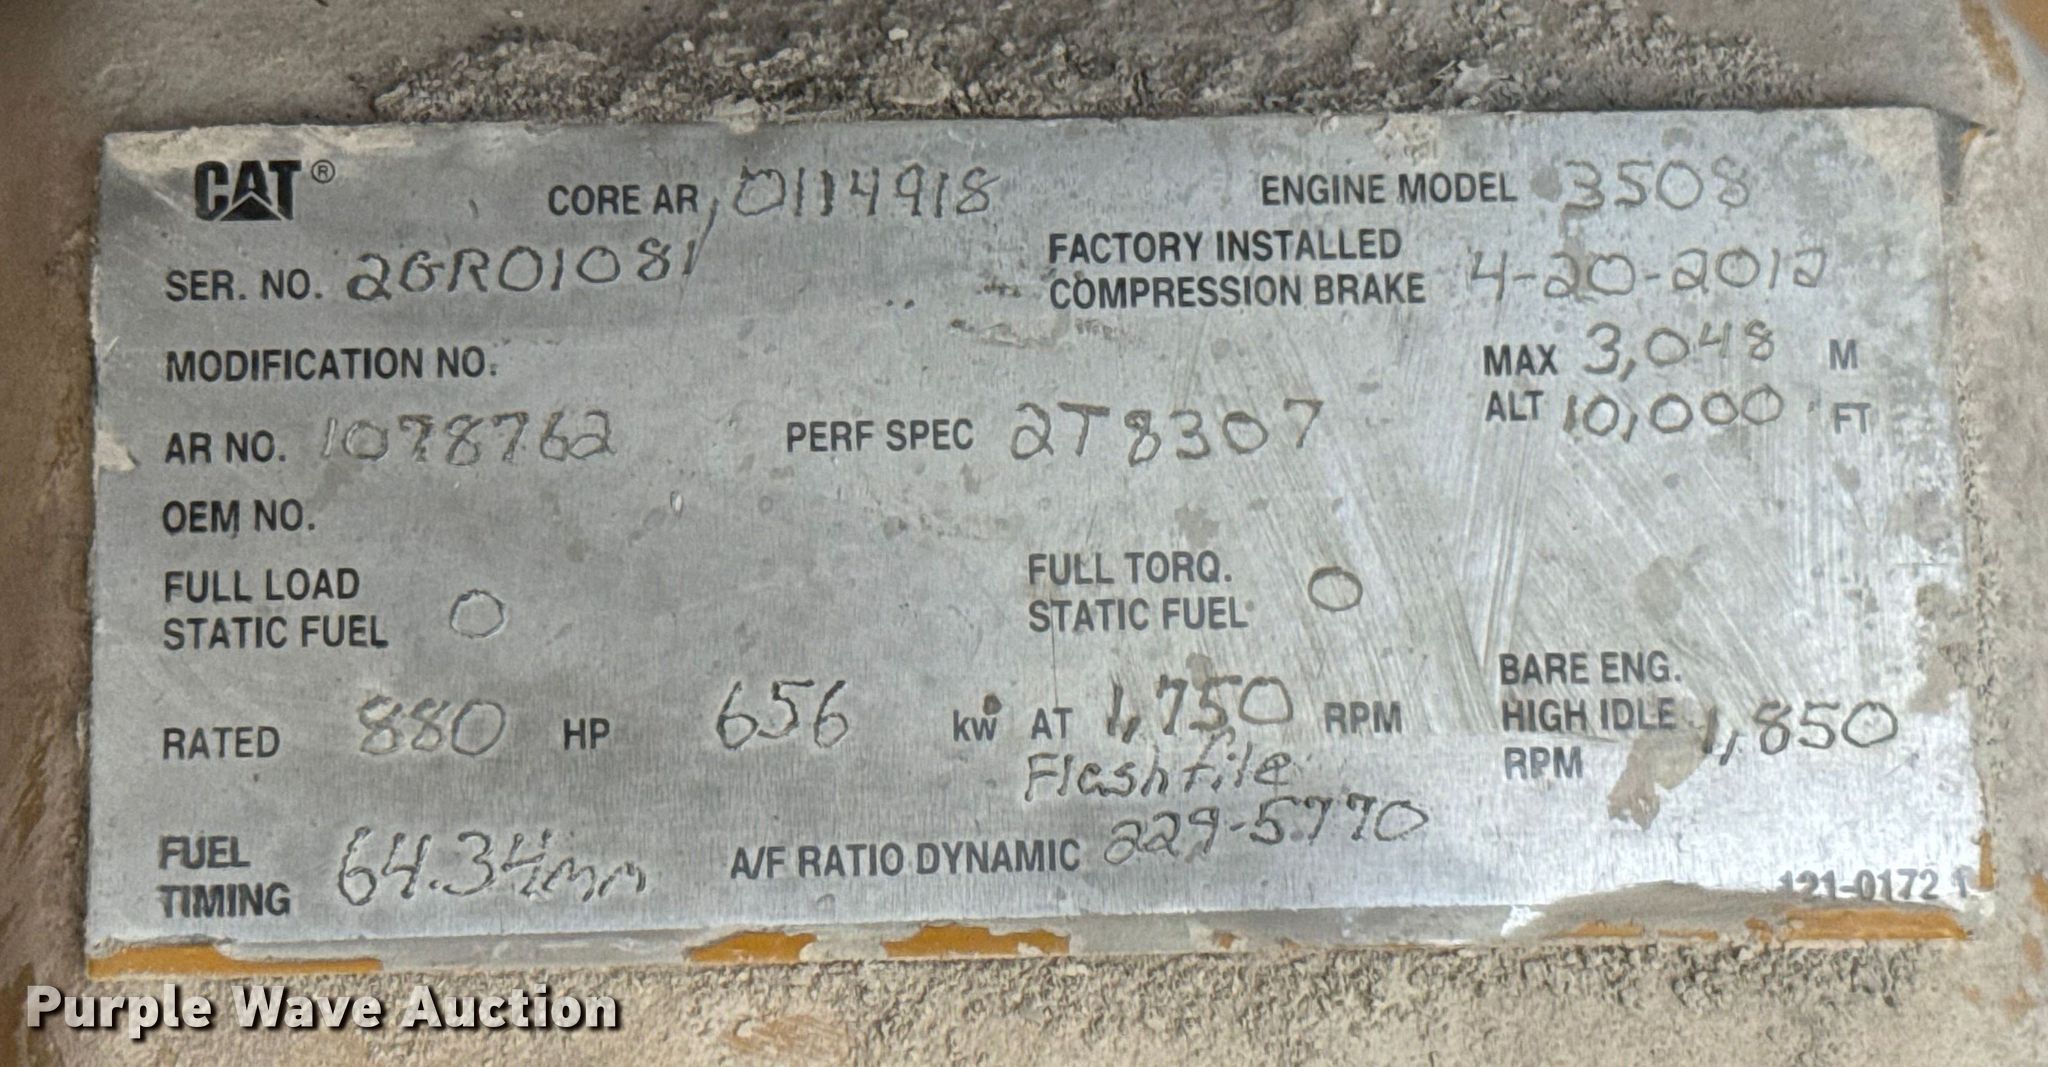 CAT® CORE AR 0114918 ENGINE MODEL 3508
SER. NO. 2GR01081 FACTORY INSTALLED
COMPRESSION BRAKE 4-20-2012
MODIFICATION NO. MAX 3,048 M
ALT 10,000 FT
AR NO. 1078762 PERF SPEC 2T8307
OEM NO.
FULL LOAD
STATIC FUEL 0
FULL TORQ.
STATIC FUEL 0
RATED 880 HP 656 kW AT 1,750 RPM
BARE ENG.
HIGH IDLE
RPM 1,850
Flash file
FUEL
TIMING 64.34mm A/F RATIO DYNAMIC 229-5770
121-0172 1
Purple Wave Auction